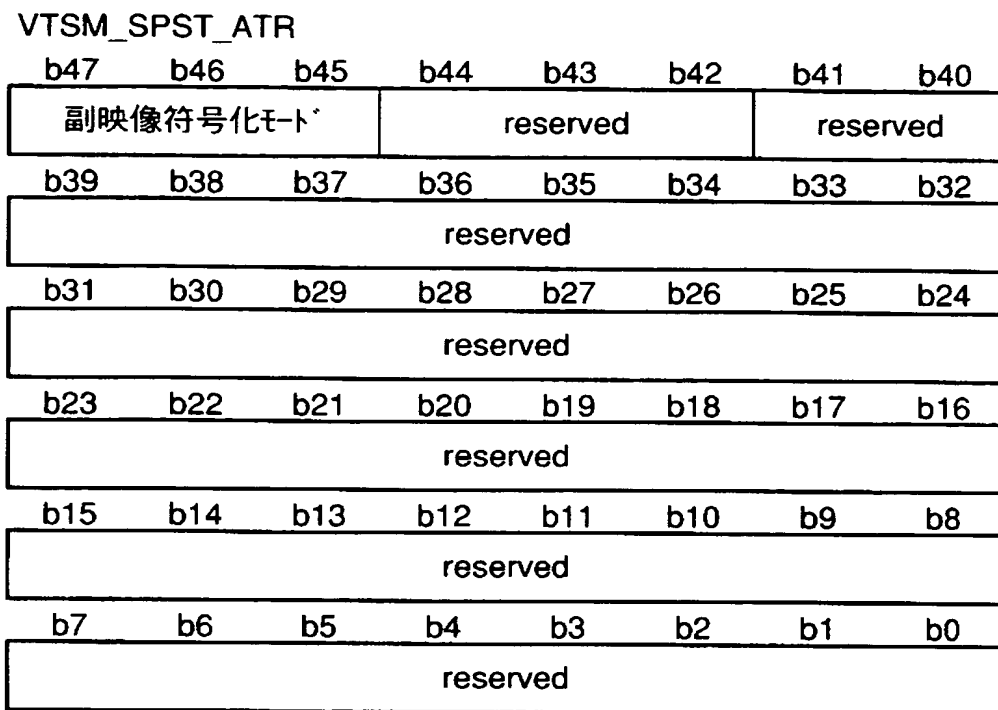 VTSM_SPST_ATR
b47 b46 b45 b44 b43 b42 b41 b40
副映像符号化ﾓｰﾄﾞ reserved reserved
b39 b38 b37 b36 b35 b34 b33 b32
reserved
b31 b30 b29 b28 b27 b26 b25 b24
reserved
b23 b22 b21 b20 b19 b18 b17 b16
reserved
b15 b14 b13 b12 b11 b10 b9 b8
reserved
b7 b6 b5 b4 b3 b2 b1 b0
reserved